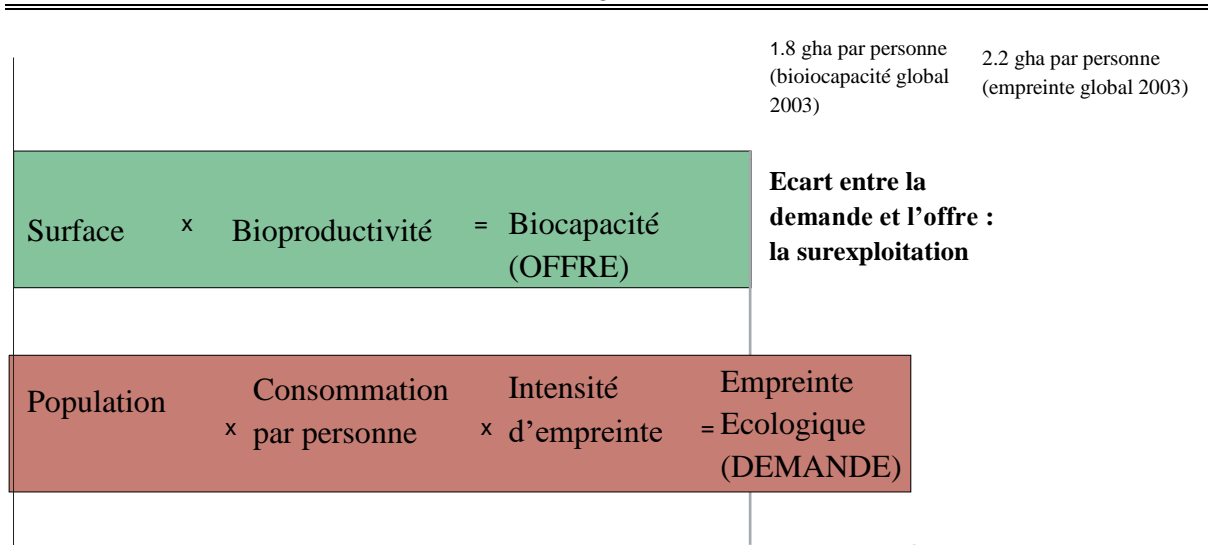 1.8 gha par personne
(bioiocapacité global
2003)
2.2 gha par personne
(empreinte global 2003)
Ecart entre la
demande et l’offre :
la surexploitation
Surface x Bioproductivité = Biocapacité
(OFFRE)
Population x Consommation
par personne x Intensité
d’empreinte = Empreinte
Ecologique
(DEMANDE)